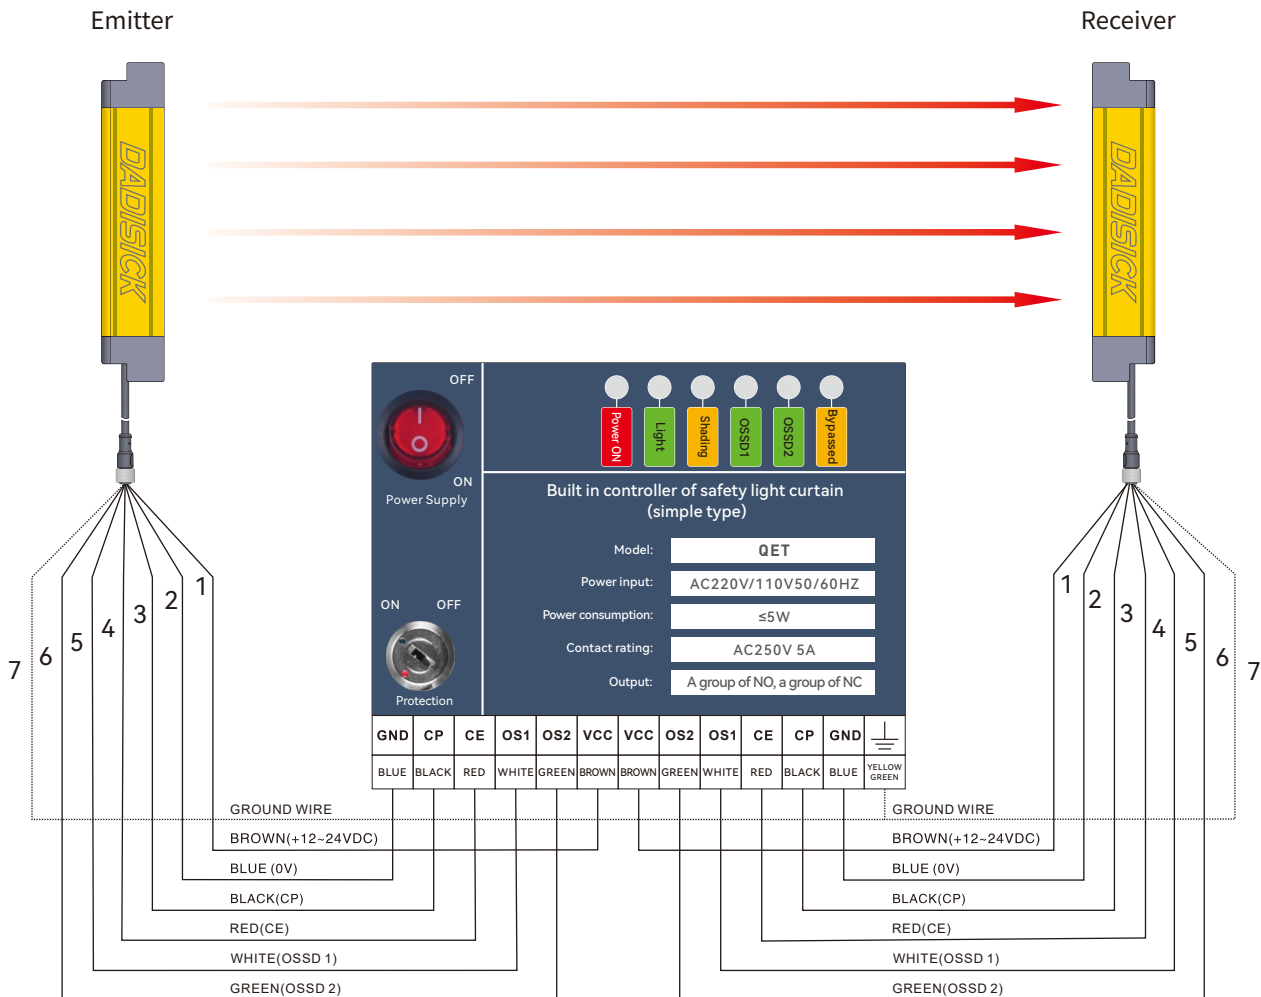 Emitter
Receiver
DADISICK
DADISICK
OFF
ON
Power Supply
ON OFF
Protection
Power ON
Light
Shading
OSSD1
OSSD2
Bypassed
Built in controller of safety light curtain
(simple type)
Model: QET
Power input: AC220V/110V50/60HZ
Power consumption: ≤5W
Contact rating: AC250V 5A
Output: A group of NO, a group of NC
GND CP CE OS1 OS2 VCC VCC OS2 OS1 CE CP GND
BLUE BLACK RED WHITE GREEN BROWN BROWN GREEN WHITE RED BLACK BLUE YELLOW GREEN
7 6 5 4 3 2 1
1 2 3 4 5 6 7
GROUND WIRE
BROWN(+12~24VDC)
BLUE (0V)
BLACK(CP)
RED(CE)
WHITE(OSSD 1)
GREEN(OSSD 2)
GROUND WIRE
BROWN(+12~24VDC)
BLUE (0V)
BLACK(CP)
RED(CE)
WHITE(OSSD 1)
GREEN(OSSD 2)